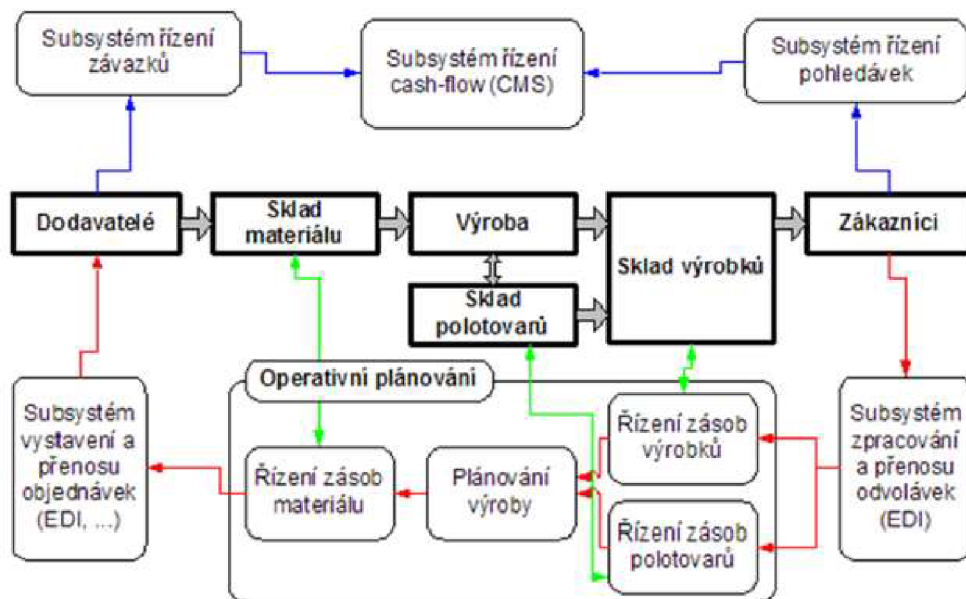 Subsystém řízení
závazků
Subsystém řízení
cash-flow (CMS)
Subsystém řízení
pohledávek
Dodavatelé
Sklad
materiálu
Výroba
Sklad výrobků
Zákazníci
Sklad
polotovarů
Operativní plánování
Subsystém
vystavení a
přenosu
objednávek
(EDI, ...)
Řízení zásob
materiálu
Plánování
výroby
Řízení zásob
výrobků
Řízení zásob
polotovarů
Subsystém
zpracování
a přenosu
odvolávek
(EDI)